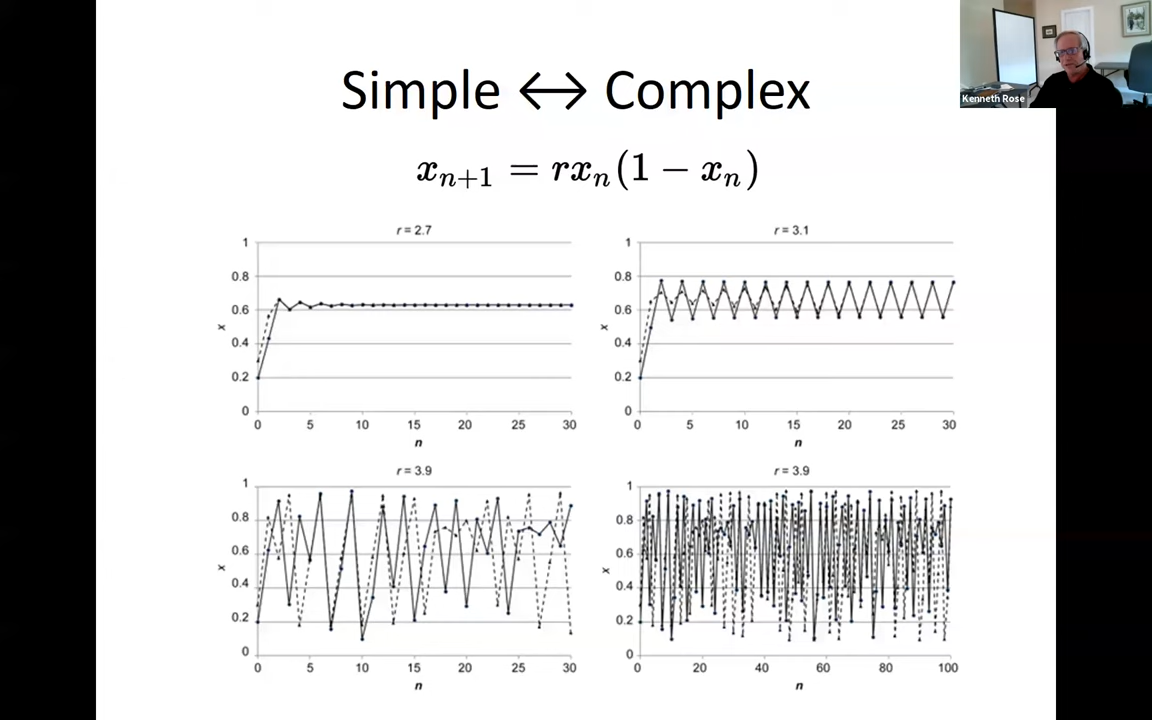 Simple ↔ Complex
Kenneth Rose
xₙ₊₁ = rxₙ(1 − xₙ)
r = 2.7
1
0.8
0.6
0.4
0.2
0
x
0 5 10 15 20 25 30
n
r = 3.1
1
0.8
0.6
0.4
0.2
0
x
0 5 10 15 20 25 30
n
r = 3.9
1
0.8
0.6
0.4
0.2
0
x
0 5 10 15 20 25 30
n
r = 3.9
1
0.8
0.6
0.4
0.2
0
x
0 20 40 60 80 100
n